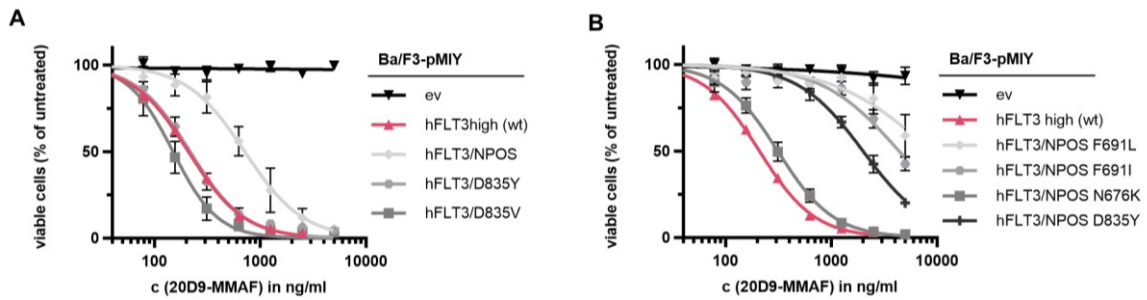 A
Ba/F3-pMIY
ev
hFLT3high (wt)
hFLT3/NPOS
hFLT3/D835Y
hFLT3/D835V
viable cells (% of untreated)
100
50
0
100
1000
10000
c (20D9-MMAF) in ng/ml
B
Ba/F3-pMIY
ev
hFLT3 high (wt)
hFLT3/NPOS F691L
hFLT3/NPOS F691I
hFLT3/NPOS N676K
hFLT3/NPOS D835Y
viable cells (% of untreated)
100
50
0
100
1000
10000
c (20D9-MMAF) in ng/ml